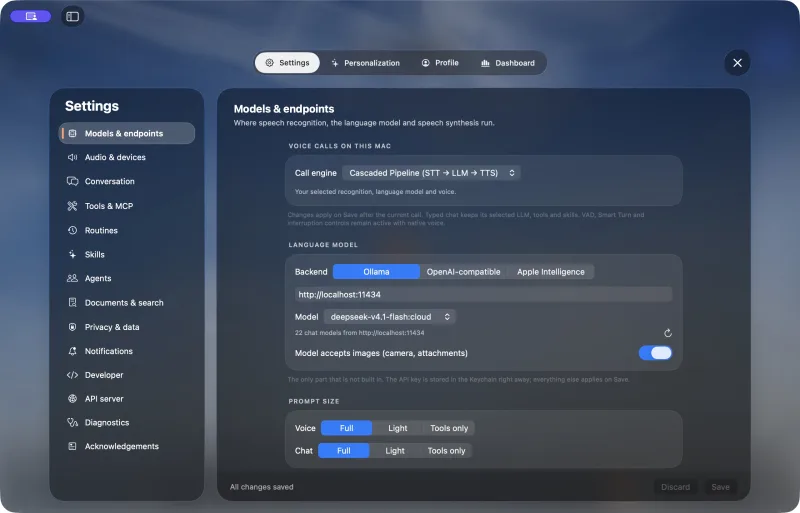 Settings
Personalization
Profile
Dashboard
Settings
Models & endpoints
Audio & devices
Conversation
Tools & MCP
Routines
Skills
Agents
Documents & search
Privacy & data
Notifications
Developer
API server
Diagnostics
Acknowledgements
Models & endpoints
Where speech recognition, the language model and speech synthesis run.
VOICE CALLS ON THIS MAC
Call engine Cascaded Pipeline (STT → LLM → TTS)
Your selected recognition, language model and voice.
Changes apply on Save after the current call. Typed chat keeps its selected LLM, tools and skills. VAD, Smart Turn and
interruption controls remain active with native voice.
LANGUAGE MODEL
Backend Ollama OpenAI-compatible Apple Intelligence
http://localhost:11434
Model deepseek-v4.1-flash:cloud
22 chat models from http://localhost:11434
Model accepts images (camera, attachments)
The only part that is not built in. The API key is stored in the Keychain right away; everything else applies on Save.
PROMPT SIZE
Voice Full Light Tools only
Chat Full Light Tools only
All changes saved
Discard Save